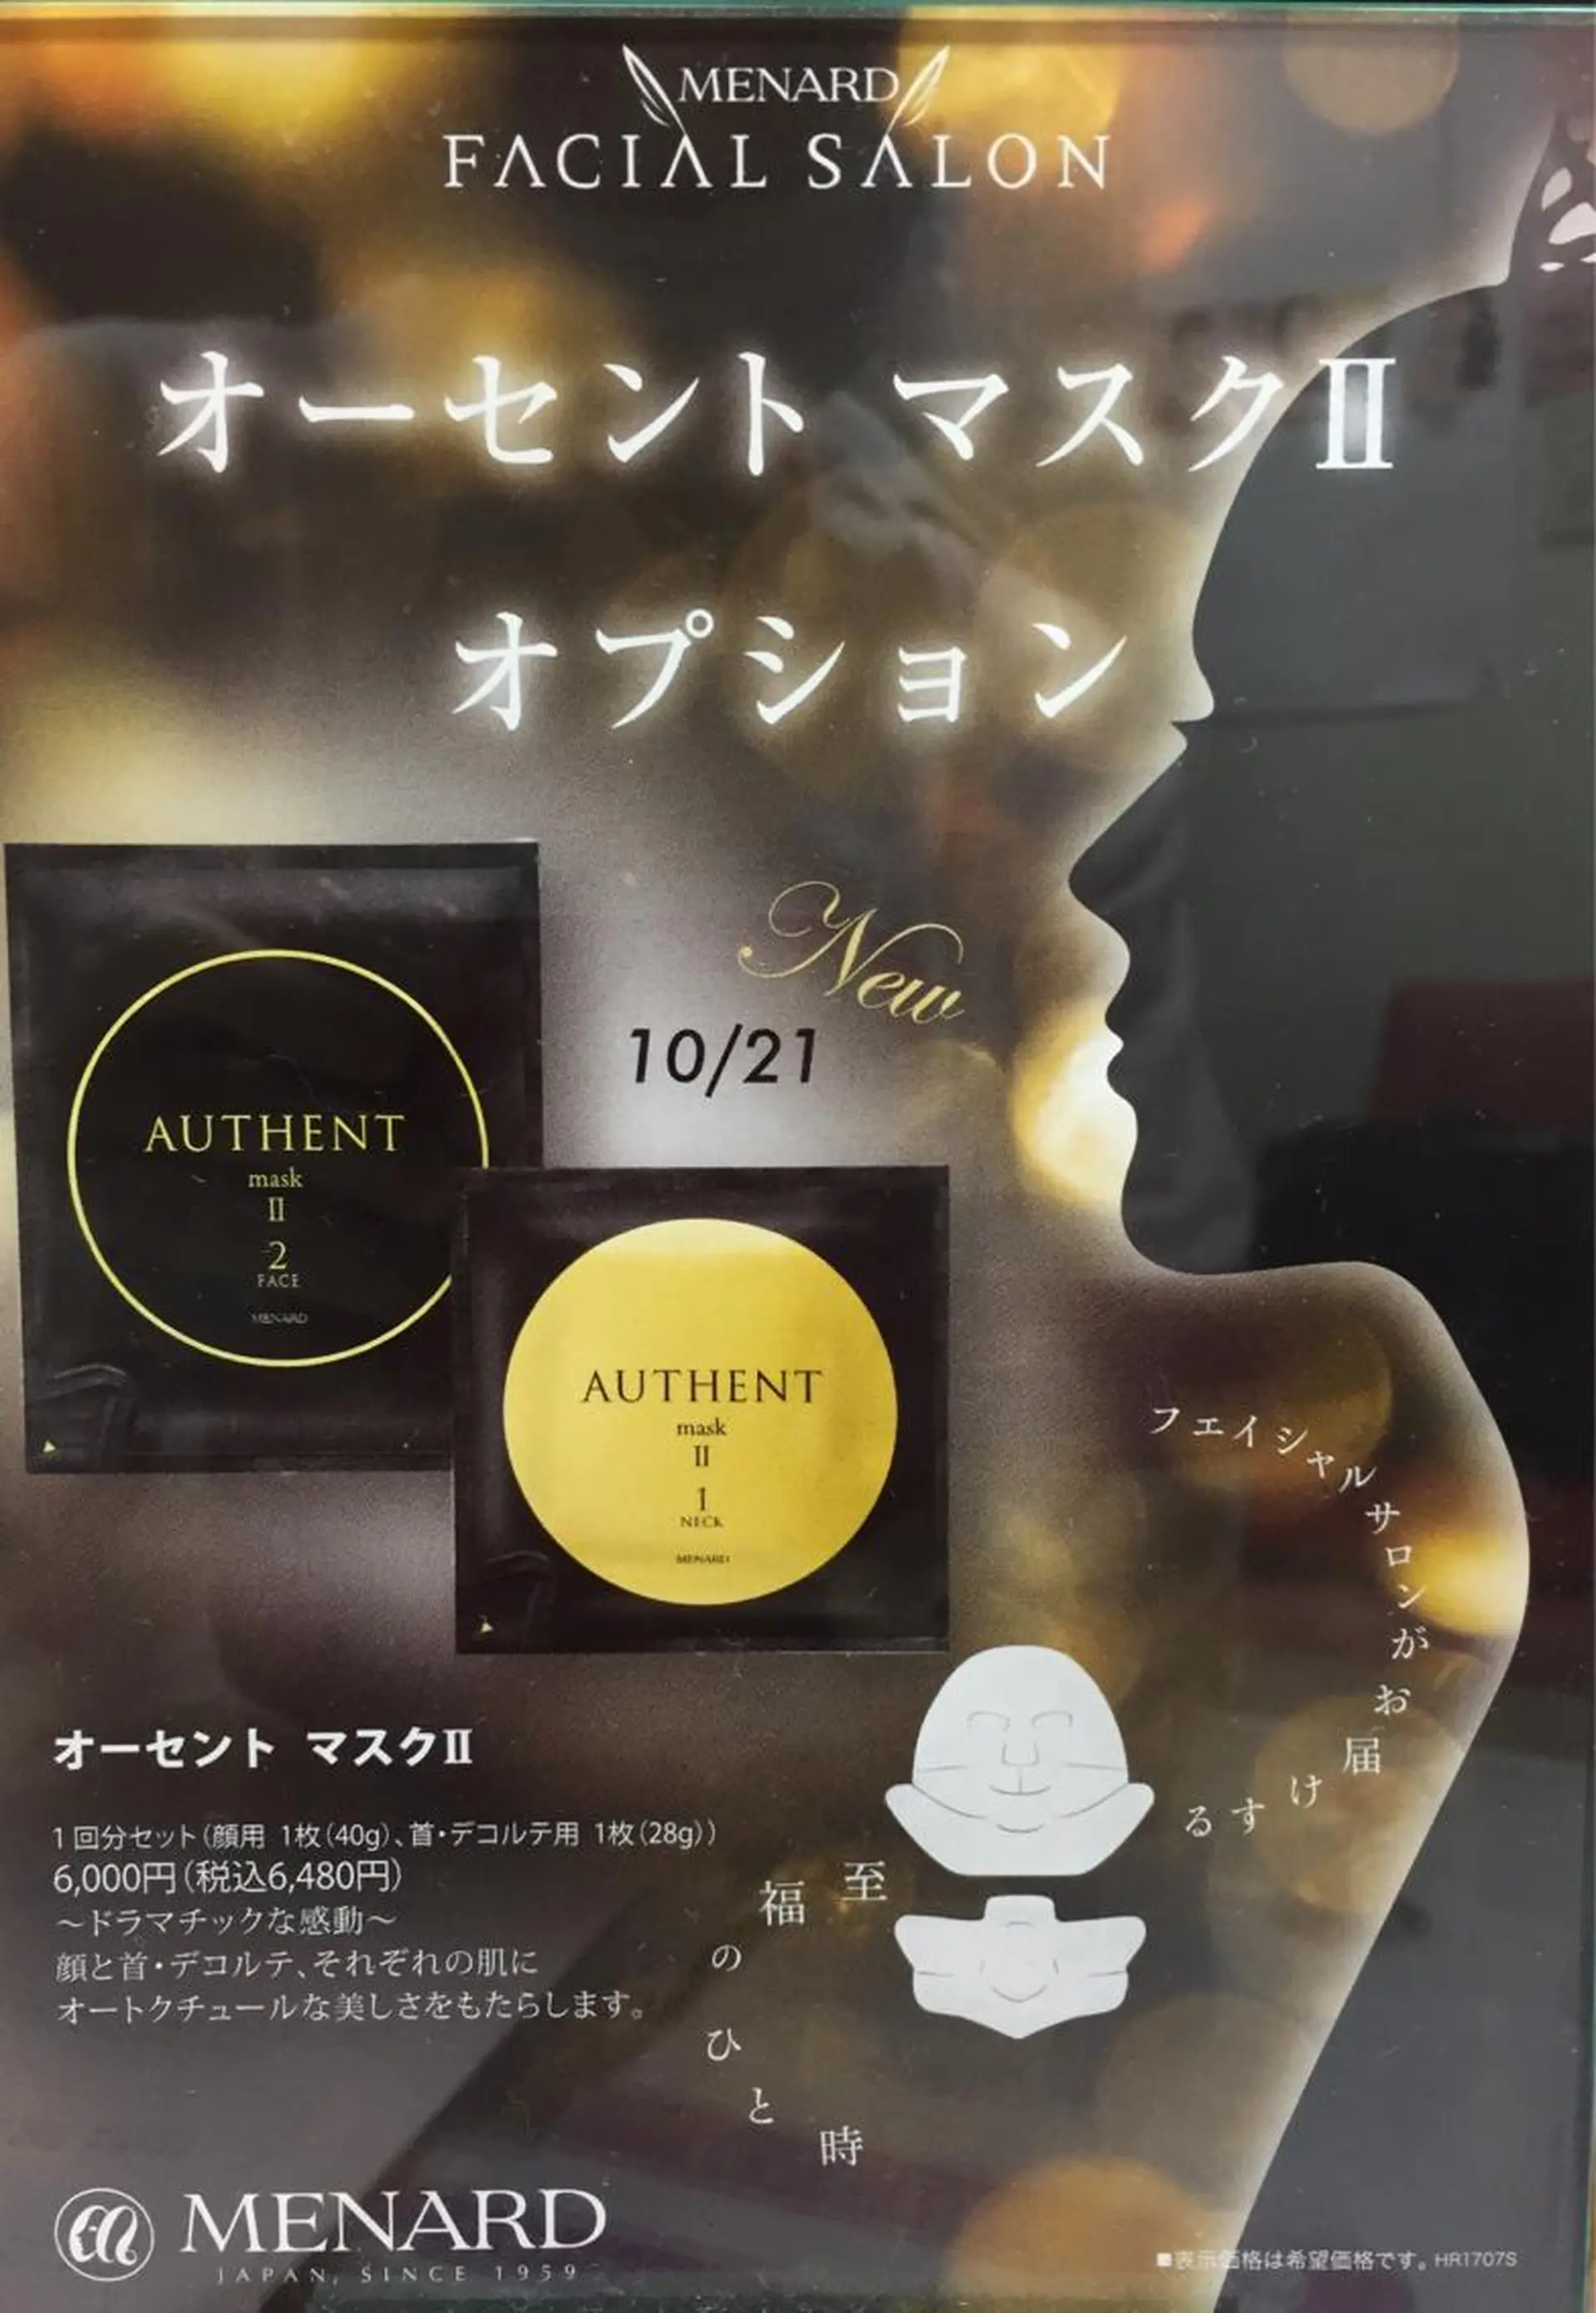 MENARD
FACIAL SALON
オーセント マスクⅡ
オプション
New
10/21
AUTHENT
mask
Ⅱ
2
FACE
MENARD
AUTHENT
mask
Ⅱ
1
NECK
MENARD
フェイシャルサロンがお届けする
至福のひと時
オーセント マスクⅡ
1回分セット(顔用 1枚(40g)、首・デコルテ用 1枚(28g))
6,000円(税込6,480円)
～ドラマチックな感動～
顔と首・デコルテ、それぞれの肌に
オートクチュールな美しさをもたらします。
MENARD
JAPAN, SINCE 1959
■表示価格は希望価格です。HR1707S